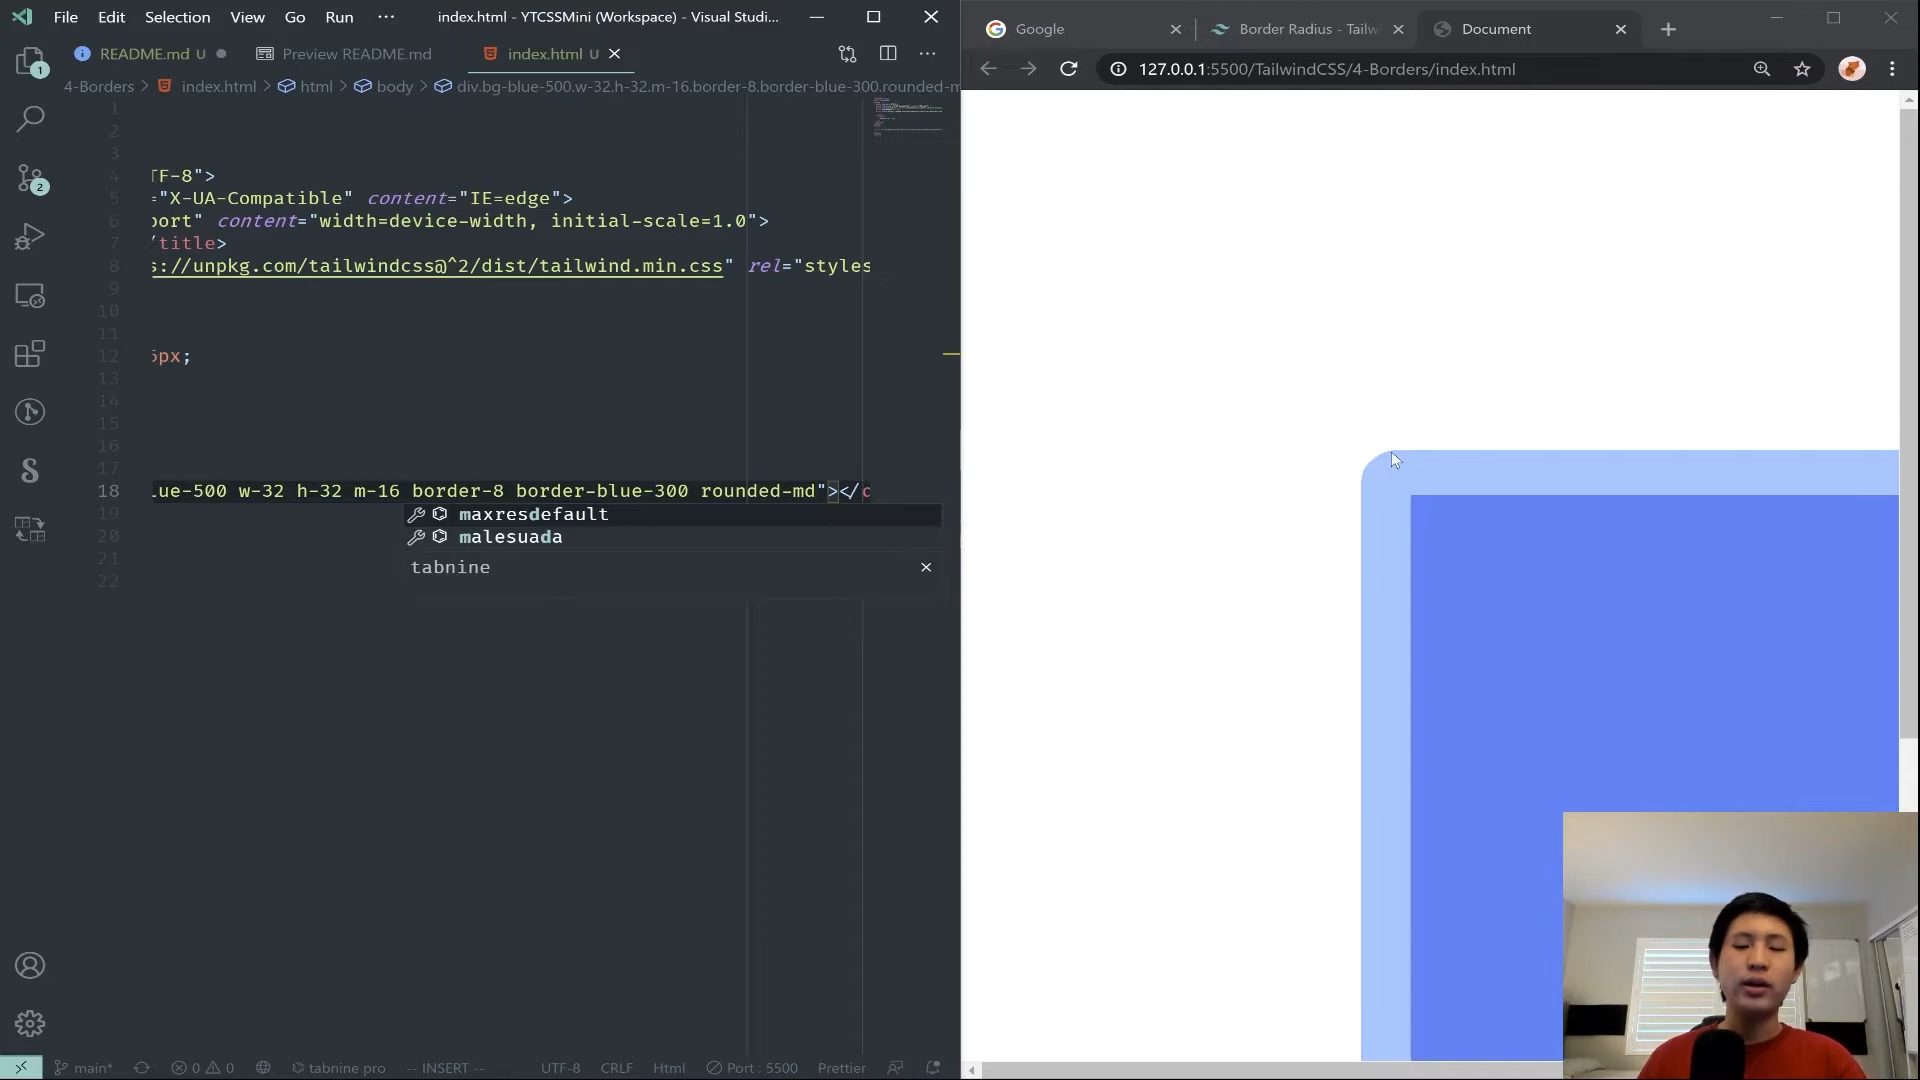 File Edit Selection View Go Run ··· index.html - YTCSSMini (Workspace) - Visual Studi...
README.md U Preview README.md index.html U
4-Borders > index.html > html > body > div.bg-blue-500.w-32.h-32.m-16.border-8.border-blue-300.rounded-m
1
2
3
4 TF-8">
5 ="X-UA-Compatible" content="IE=edge">
6 port" content="width=device-width, initial-scale=1.0">
7 /title>
8 s://unpkg.com/tailwindcss@^2/dist/tailwind.min.css" rel="styles
9
10
11
12 5px;
13
14
15
16
17
18 lue-500 w-32 h-32 m-16 border-8 border-blue-300 rounded-md"></d
maxresdefault
19
malesuada
20
tabnine
21
22
1
2
main* 0 0 tabnine pro -- INSERT -- UTF-8 CRLF Html Port : 5500 Prettier
Google Border Radius - Tailw Document
127.0.0.1:5500/TailwindCSS/4-Borders/index.html